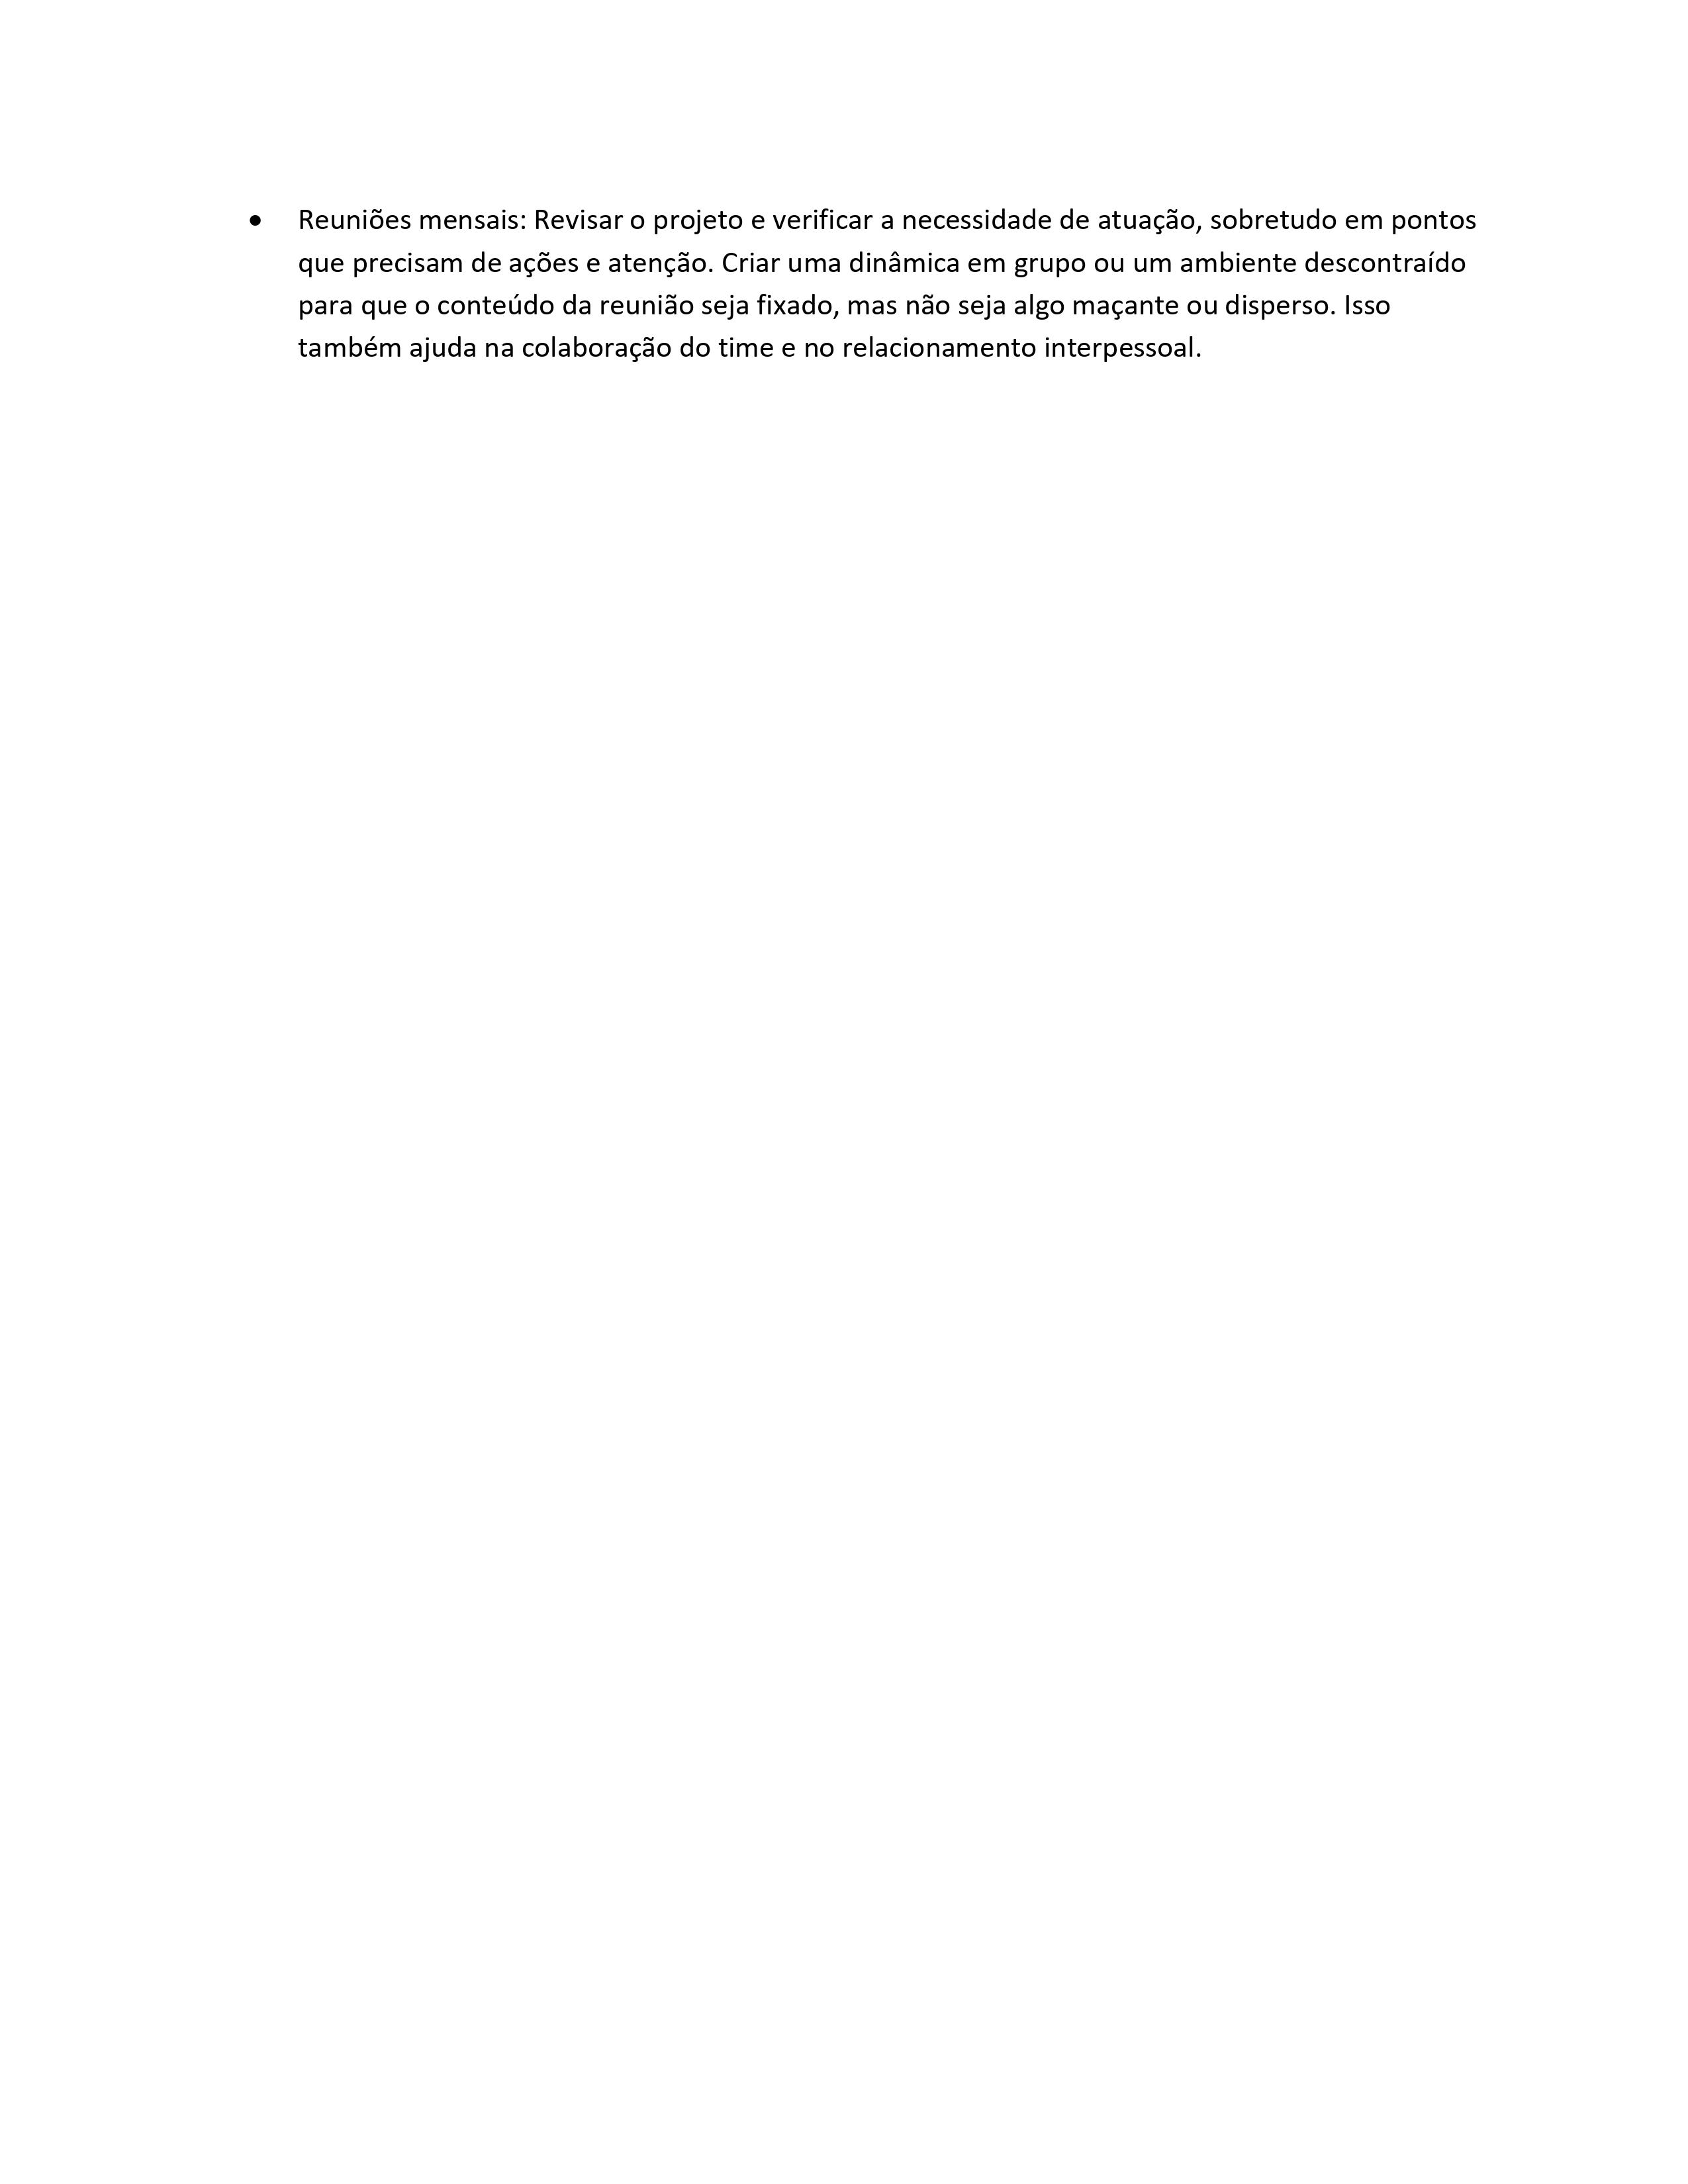 • Reuniões mensais: Revisar o projeto e verificar a necessidade de atuação, sobretudo em pontos
que precisam de ações e atenção. Criar uma dinâmica em grupo ou um ambiente descontraído
para que o conteúdo da reunião seja fixado, mas não seja algo maçante ou disperso. Isso
também ajuda na colaboração do time e no relacionamento interpessoal.